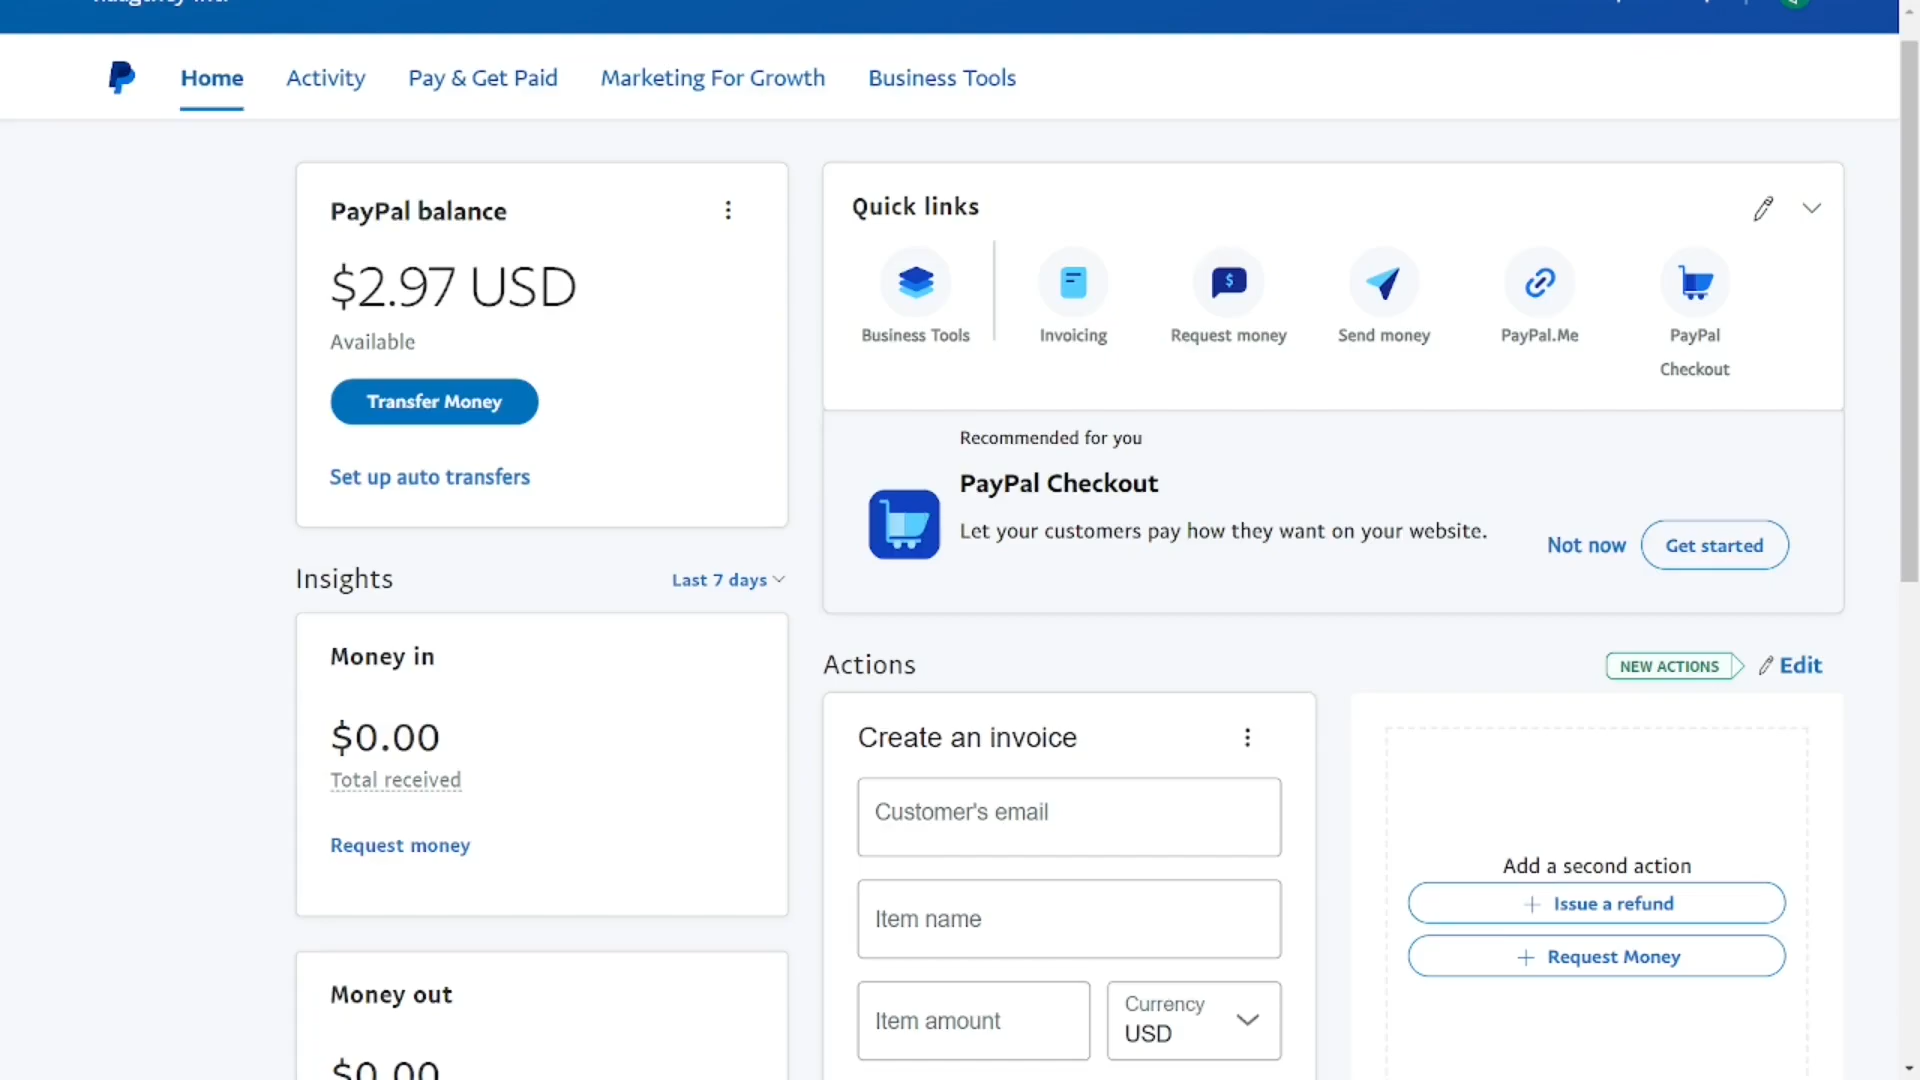 Home
Activity
Pay & Get Paid
Marketing For Growth
Business Tools
PayPal balance
$2.97 USD
Available
Transfer Money
Set up auto transfers
Quick links
Business Tools
Invoicing
Request money
Send money
PayPal.Me
PayPal
Checkout
Recommended for you
PayPal Checkout
Let your customers pay how they want on your website.
Not now
Get started
Insights
Last 7 days
Money in
$0.00
Total received
Request money
Money out
$0.00
Actions
NEW ACTIONS
Edit
Create an invoice
Customer's email
Item name
Item amount
Currency
USD
Add a second action
Issue a refund
Request Money